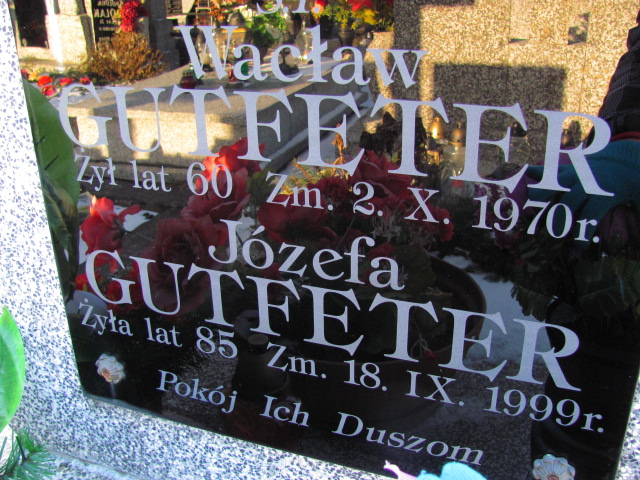 Ś.P.
Wacław
GUTFETER
Żył lat 60 Zm. 2. X. 1970r.
Józefa
GUTFETER
Żyła lat 85 Zm. 18. IX. 1999r.
Pokój Ich Duszom